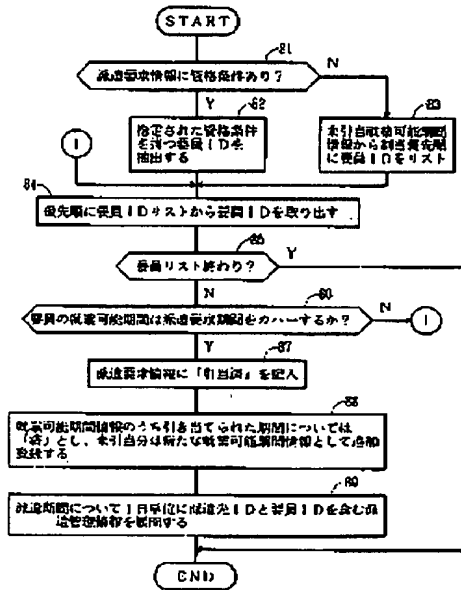 START
81
派遣要求情報に資格条件あり?
N
Y
82
指定された資格条件
を持つ要員IDを
抽出する
83
未引当就業可能期間
情報から割当優先順
に要員IDをリスト
1
84
優先順に要員IDリストから要員IDを取り出す
85
要員リスト終わり?
Y
N
86
要員の就業可能期間は派遣要求期間をカバーするか?
N
1
Y
87
派遣要求情報に「引当済」を記入
88
就業可能期間情報のうち引き当てられた期間については
「済」とし、未引当分は新たな就業可能期間情報として追加
登録する
89
派遣期間について1日単位に派遣先IDと要員IDを含む派
遣管理情報を展開する
END